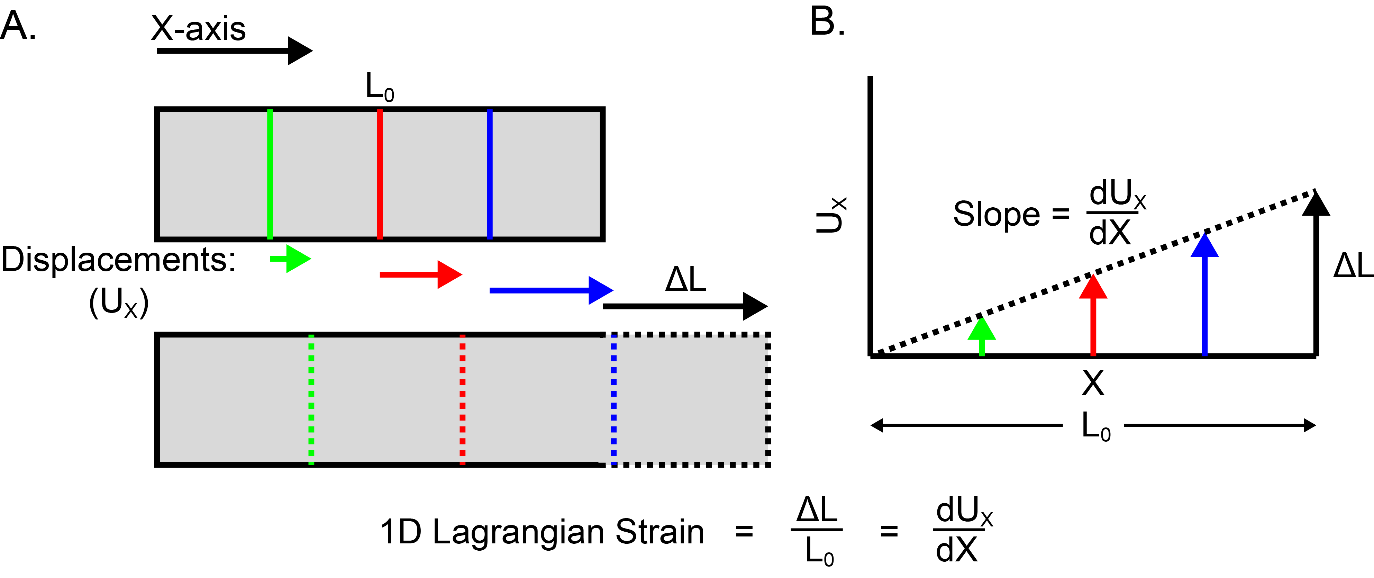 A.
X-axis
L₀
Displacements:
(Uₓ)
ΔL
B.
Uₓ
Slope = dUₓ
dX
ΔL
X
L₀
1D Lagrangian Strain = ΔL = dUₓ
L₀ dX